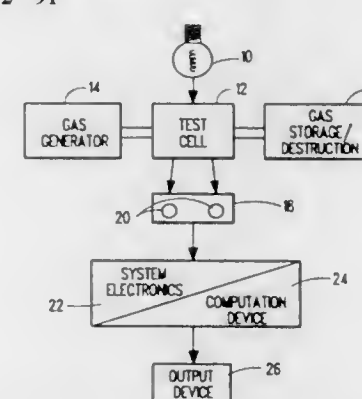 10
14
12
GAS
GENERATOR
TEST
CELL
GAS
STORAGE/
DESTRUCTION
20
18
SYSTEM
ELECTRONICS
22
COMPUTATION
DEVICE
24
OUTPUT
DEVICE
26